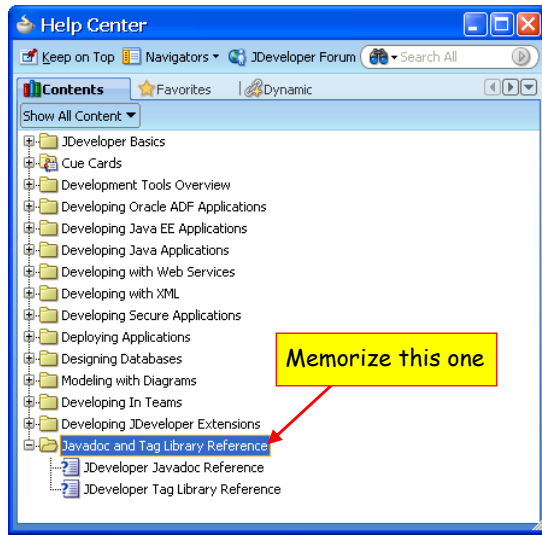 Help Center
Keep on Top Navigators JDeveloper Forum Search All
Contents Favorites Dynamic
Show All Content
JDeveloper Basics
Cue Cards
Development Tools Overview
Developing Oracle ADF Applications
Developing Java EE Applications
Developing Java Applications
Developing with Web Services
Developing with XML
Developing Secure Applications
Deploying Applications
Designing Databases
Memorize this one
Modeling with Diagrams
Developing In Teams
Developing JDeveloper Extensions
Javadoc and Tag Library Reference
JDeveloper Javadoc Reference
JDeveloper Tag Library Reference